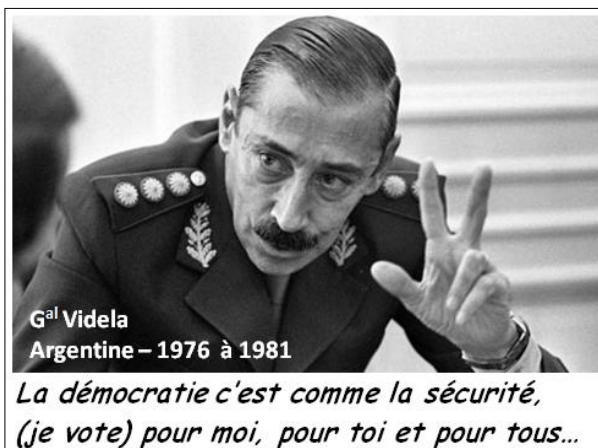 Gal Videla
Argentine – 1976 à 1981
La démocratie c'est comme la sécurité,
(je vote) pour moi, pour toi et pour tous...